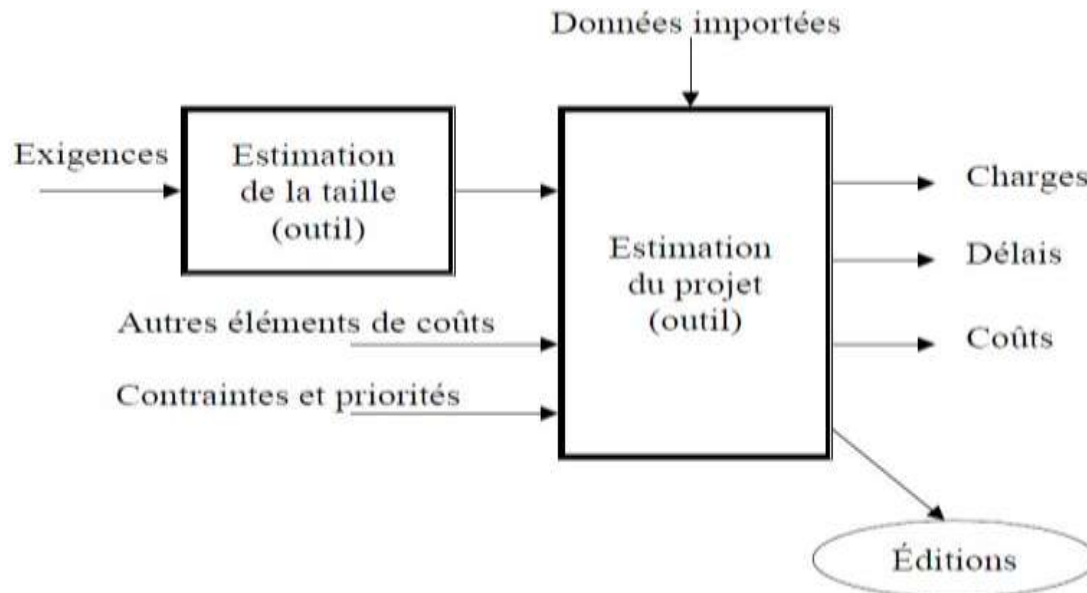 Données importées
Exigences
Estimation
de la taille
(outil)
Autres éléments de coûts
Contraintes et priorités
Estimation
du projet
(outil)
Charges
Délais
Coûts
Éditions